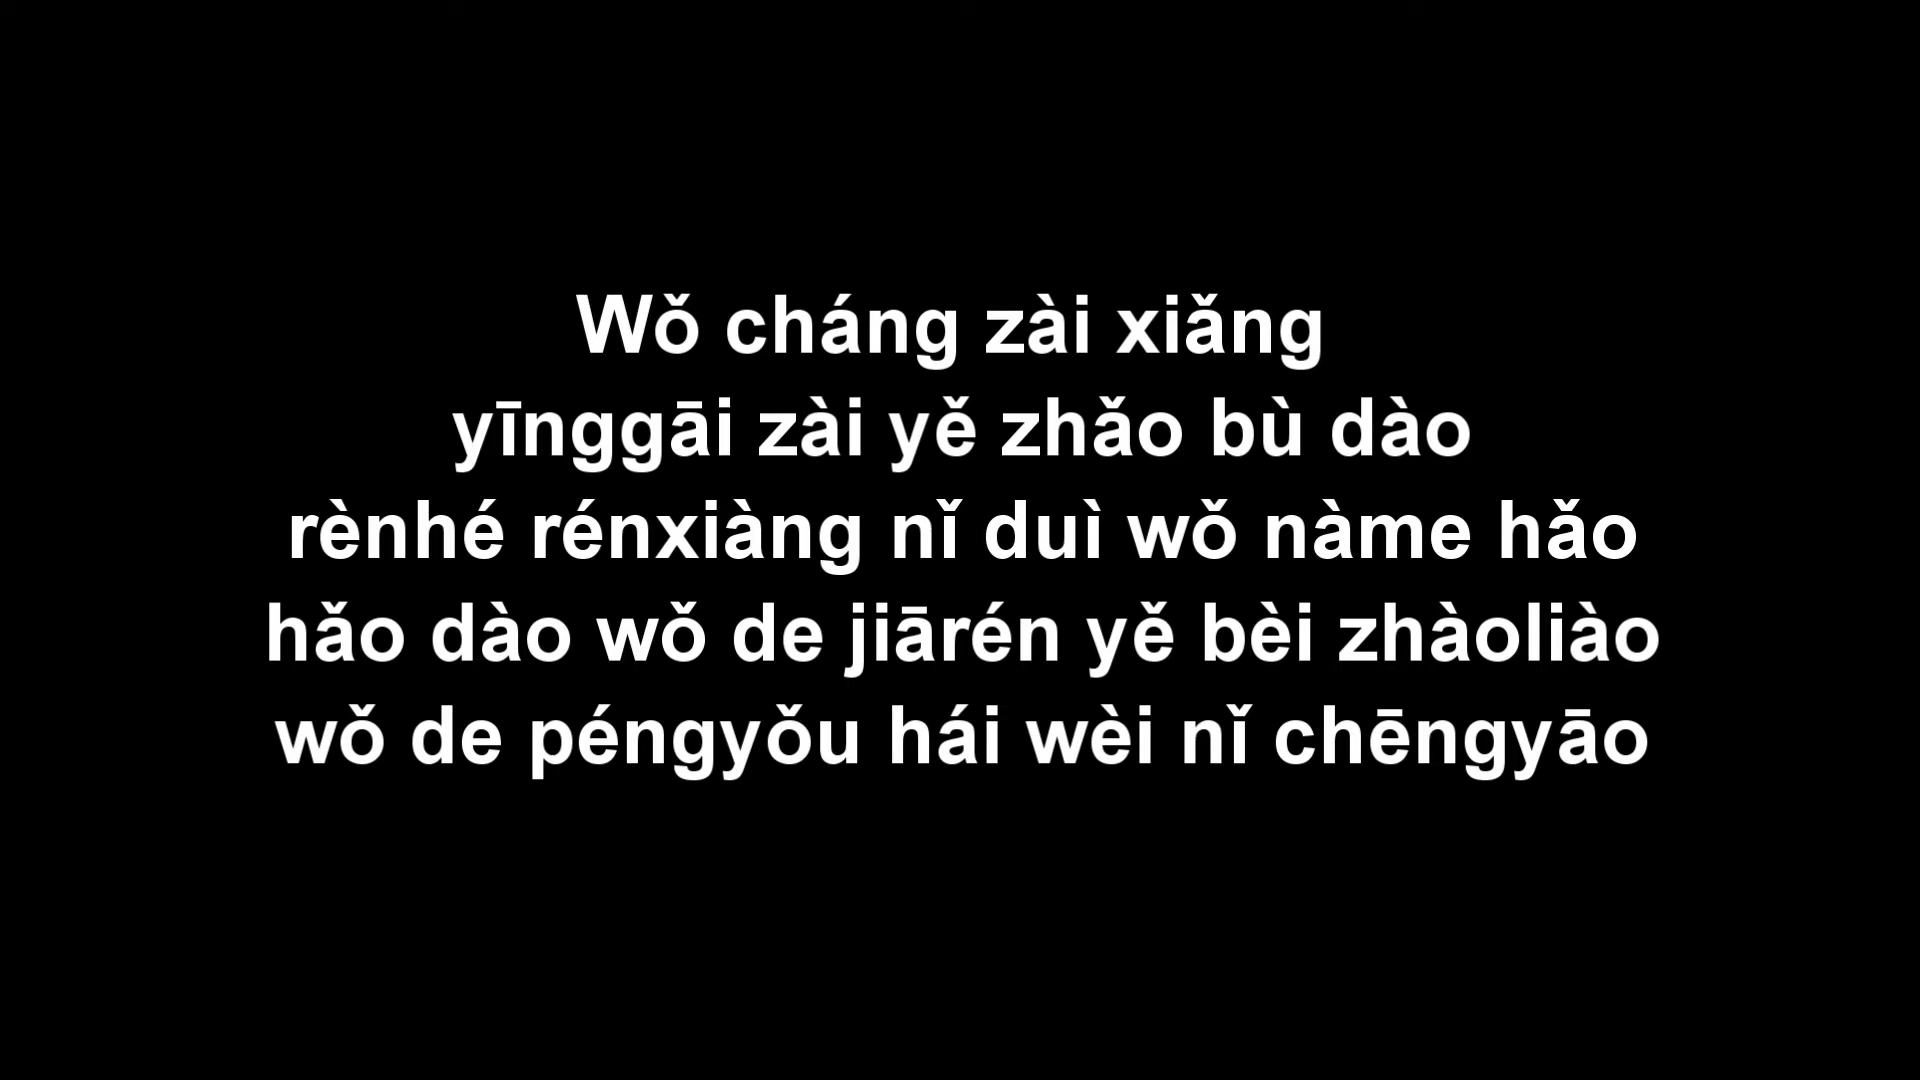 Wǒ cháng zài xiǎng
yīnggāi zài yě zhǎo bù dào
rènhé rénxiàng nǐ duì wǒ nàme hǎo
hǎo dào wǒ de jiārén yě bèi zhàoliào
wǒ de péngyǒu hái wèi nǐ chēngyāo